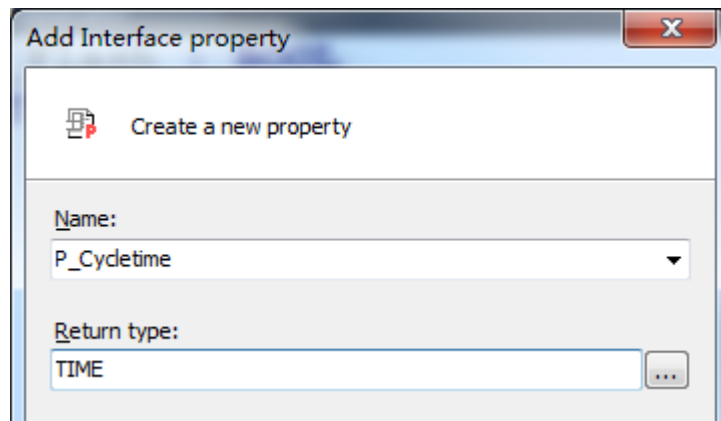 Add Interface property
Create a new property
Name:
P_Cycletime
Return type:
TIME
...